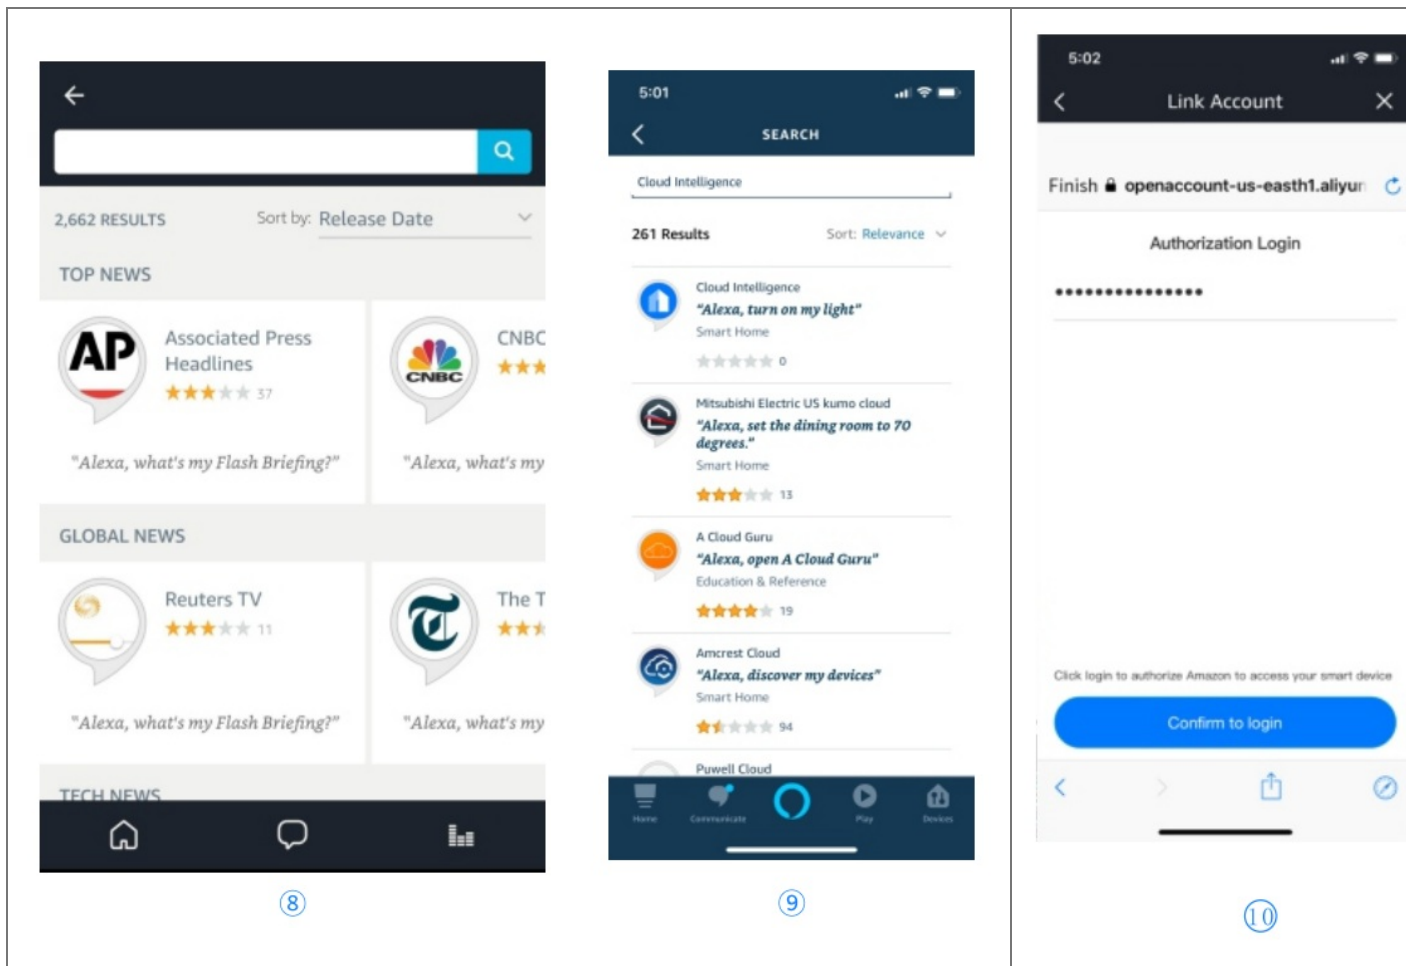 2,662 RESULTS
Sort by: Release Date
TOP NEWS
AP
Associated Press
Headlines
37
"Alexa, what's my Flash Briefing?"
CNBC
CNBC
"Alexa, what's my
GLOBAL NEWS
Reuters TV
11
"Alexa, what's my Flash Briefing?"
T
The T
"Alexa, what's my
TECH NEWS
⑧
5:01
SEARCH
Cloud Intelligence
261 Results
Sort: Relevance
Cloud Intelligence
"Alexa, turn on my light"
Smart Home
0
Mitsubishi Electric US kumo cloud
"Alexa, set the dining room to 70
degrees."
Smart Home
13
A Cloud Guru
"Alexa, open A Cloud Guru"
Education & Reference
19
Amcrest Cloud
"Alexa, discover my devices"
Smart Home
94
Puwell Cloud
Home
Communicate
Play
Devices
⑨
5:02
Link Account
Finish openaccount-us-easth1.aliyun
Authorization Login
Click login to authorize Amazon to access your smart device
Confirm to login
⑩